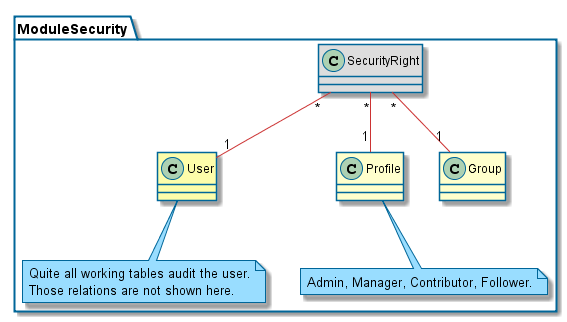 ModuleSecurity
C SecurityRight
* * *
1 1 1
C User
C Profile
C Group
Quite all working tables audit the user.
Those relations are not shown here.
Admin, Manager, Contributor, Follower.